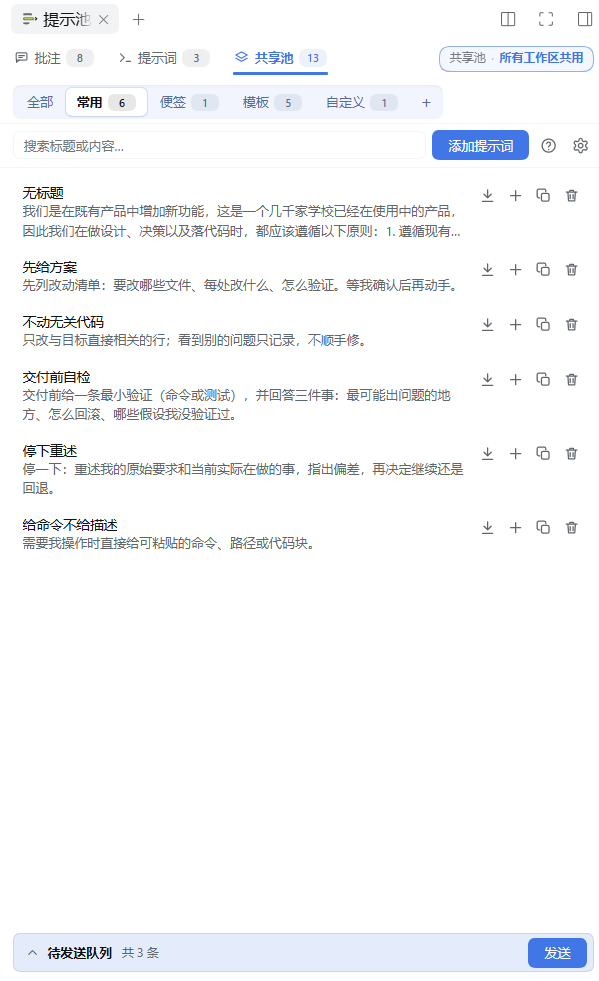 提示池
批注 8 提示词 3 共享池 13 共享池 · 所有工作区共用
全部 常用 6 便签 1 模板 5 自定义 1 +
搜索标题或内容... 添加提示词
无标题
我们是在既有产品中增加新功能，这是一个几千家学校已经在使用中的产品，
因此我们在做设计、决策以及落代码时，都应该遵循以下原则：1. 遵循现有...
先给方案
先列改动清单：要改哪些文件、每处改什么、怎么验证。等我确认后再动手。
不动无关代码
只改与目标直接相关的行；看到别的问题只记录，不顺手修。
交付前自检
交付前给一条最小验证（命令或测试），并回答三件事：最可能出问题的地
方、怎么回滚、哪些假设我没验证过。
停下重述
停一下：重述我的原始要求和当前实际在做的事，指出偏差，再决定继续还是
回退。
给命令不给描述
需要我操作时直接给可粘贴的命令、路径或代码块。
待发送队列 共 3 条 发送